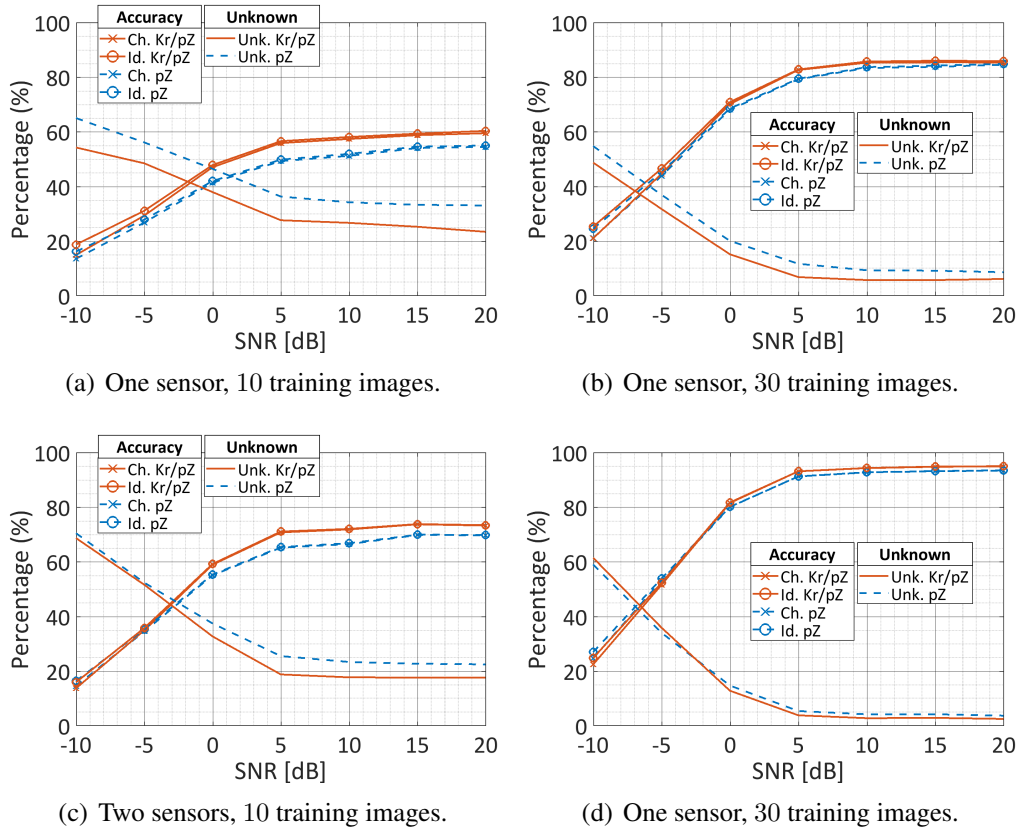 Accuracy
Unknown
Ch. Kr/pZ
Unk. Kr/pZ
Id. Kr/pZ
Unk. pZ
Ch. pZ
Id. pZ
Percentage (%)
100
80
60
40
20
0
-10 -5 0 5 10 15 20
SNR [dB]
(a) One sensor, 10 training images.
Percentage (%)
100
80
60
40
20
0
Accuracy
Unknown
Ch. Kr/pZ
Unk. Kr/pZ
Id. Kr/pZ
Unk. pZ
Ch. pZ
Id. pZ
-10 -5 0 5 10 15 20
SNR [dB]
(b) One sensor, 30 training images.
Accuracy
Unknown
Ch. Kr/pZ
Unk. Kr/pZ
Id. Kr/pZ
Unk. pZ
Ch. pZ
Id. pZ
Percentage (%)
100
80
60
40
20
0
-10 -5 0 5 10 15 20
SNR [dB]
(c) Two sensors, 10 training images.
Percentage (%)
100
80
60
40
20
0
Accuracy
Unknown
Ch. Kr/pZ
Unk. Kr/pZ
Id. Kr/pZ
Unk. pZ
Ch. pZ
Id. pZ
-10 -5 0 5 10 15 20
SNR [dB]
(d) One sensor, 30 training images.